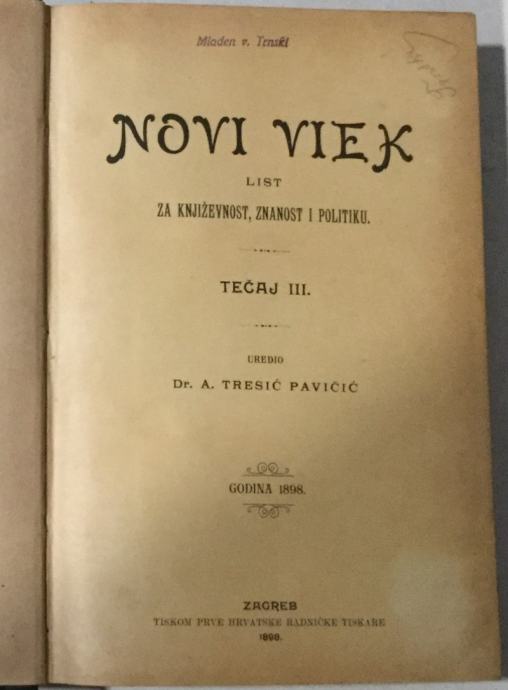 Mladen v. Trnski
NOVI VIEK
LIST
ZA KNJIŽEVNOST, ZNANOST I POLITIKU.
TEČAJ III.
UREDIO
Dr. A. TRESIĆ PAVIČIĆ
GODINA 1898.
ZAGREB
TISKOM PRVE HRVATSKE RADNIČKE TISKARE
1898.